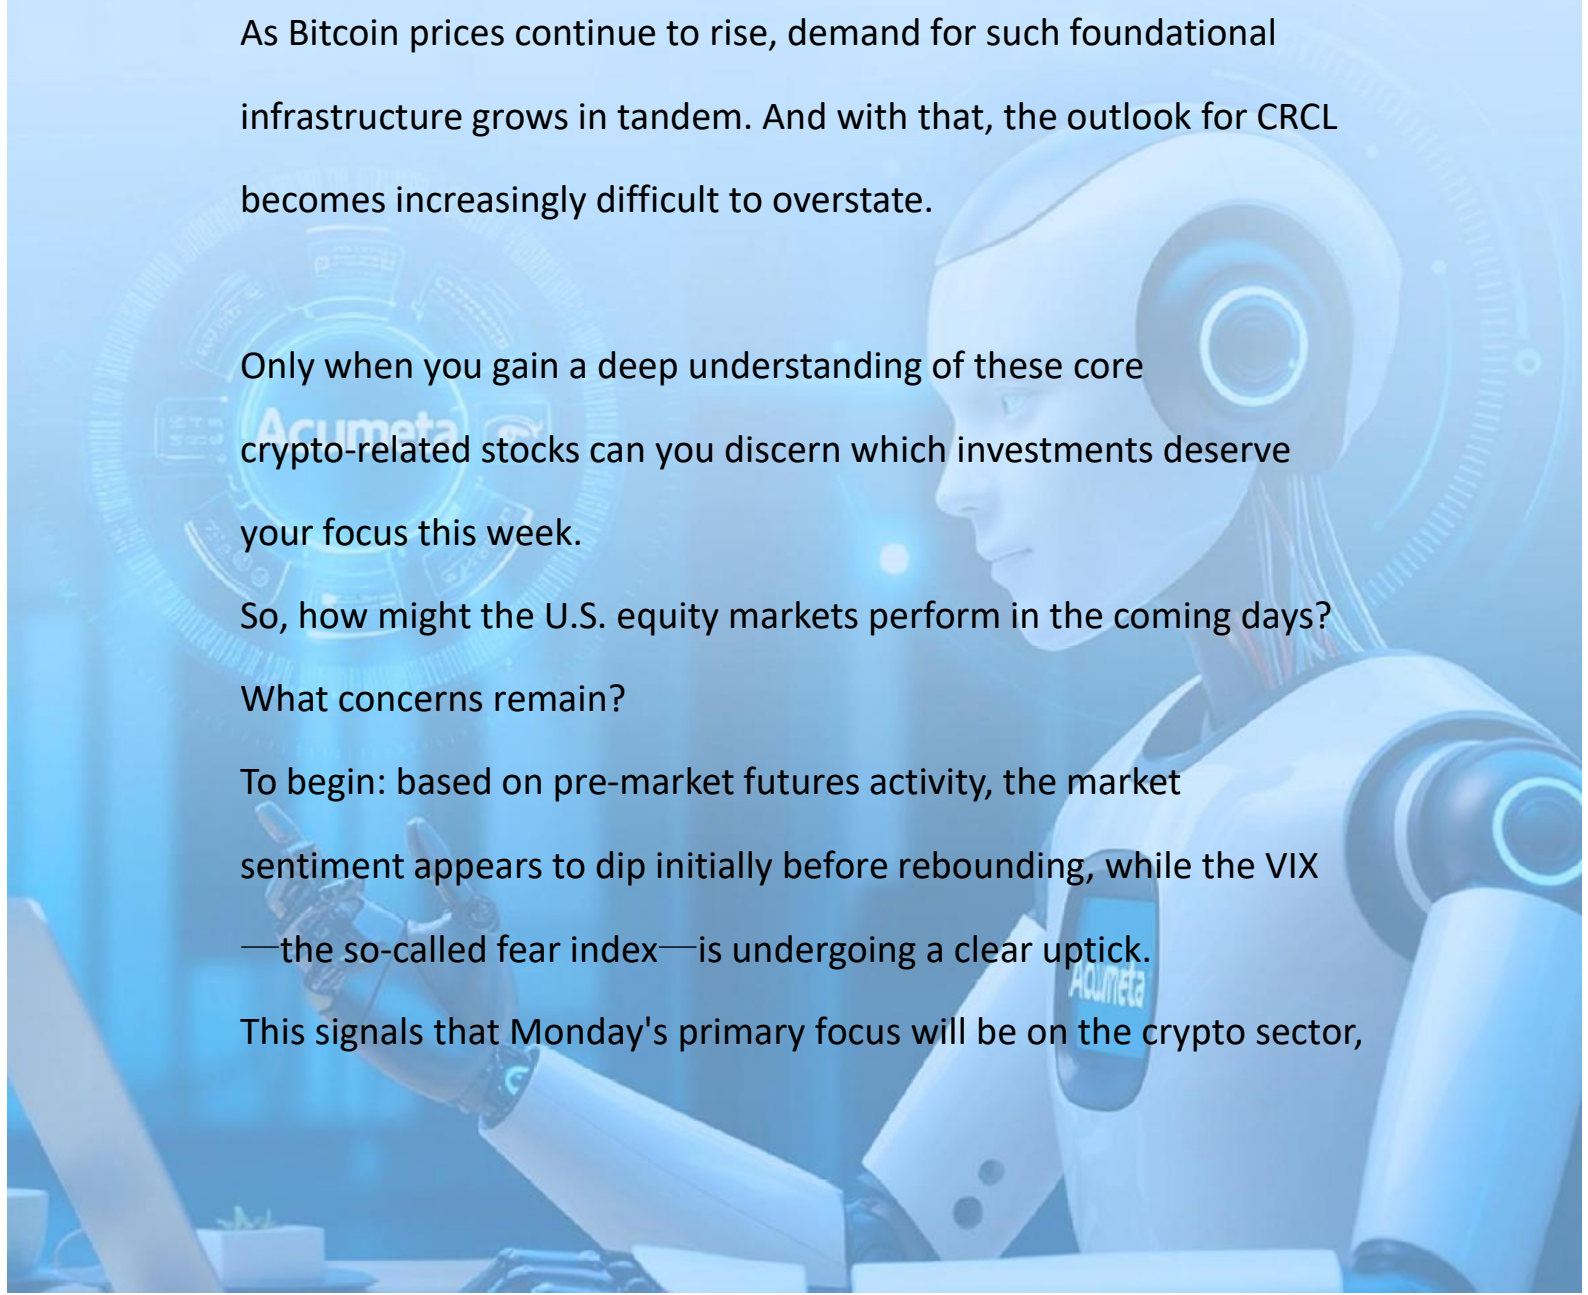 As Bitcoin prices continue to rise, demand for such foundational
infrastructure grows in tandem. And with that, the outlook for CRCL
becomes increasingly difficult to overstate.
Only when you gain a deep understanding of these core
Acumeta
crypto-related stocks can you discern which investments deserve
your focus this week.
So, how might the U.S. equity markets perform in the coming days?
What concerns remain?
To begin: based on pre-market futures activity, the market
sentiment appears to dip initially before rebounding, while the VIX
—the so-called fear index—is undergoing a clear uptick.
Acumeta
This signals that Monday's primary focus will be on the crypto sector,